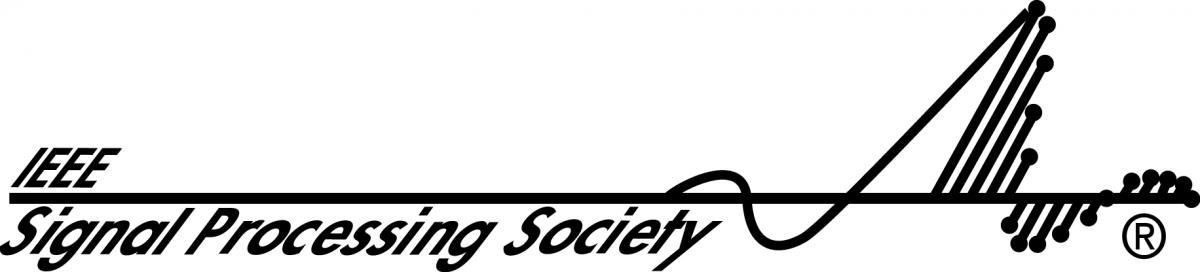 IEEE
Signal Processing Society
®